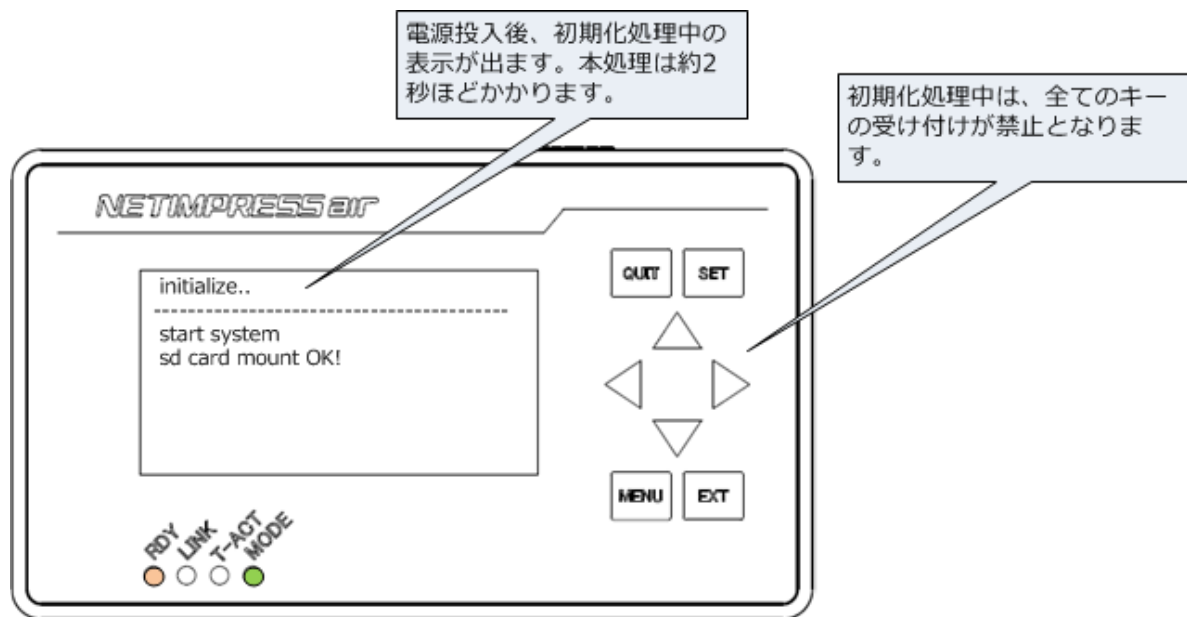 電源投入後、初期化処理中の
表示が出ます。本処理は約2
秒ほどかかります。
初期化処理中は、全てのキー
の受け付けが禁止となりま
す。
NETIMPRESS air
initialize..
start system
sd card mount OK!
QUIT SET
MENU EXT
RDY LINK T-ACT MODE